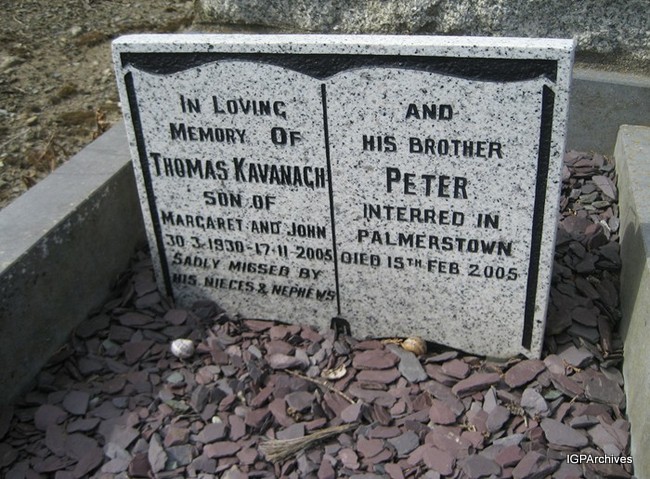 IN LOVING
MEMORY OF
THOMAS KAVANAGH
SON OF
MARGARET AND JOHN
30·3·1930-17·11·2005
SADLY MISSED BY
HIS NIECES & NEPHEWS
AND
HIS BROTHER
PETER
INTERRED IN
PALMERSTOWN
DIED 15TH FEB 2005
IGPArchives